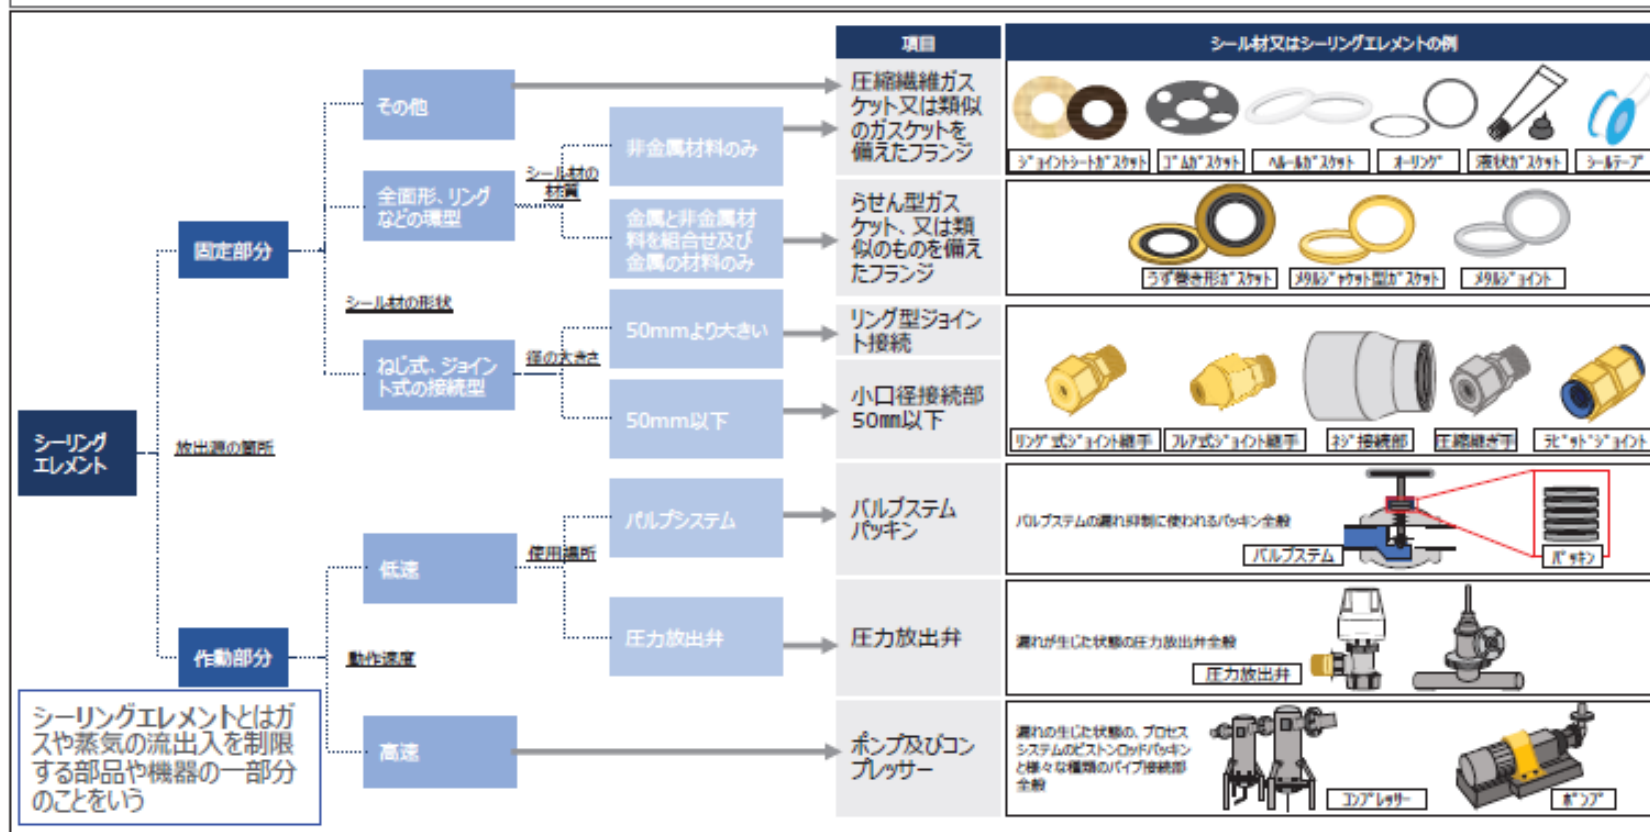 項目
シール材又はシーリングエレメントの例
その他
圧縮繊維ガス
ケット又は類似
のガスケットを
備えたフランジ
非金属材料のみ
シール材の
材質
ジョイントシートガスケット
ゴムガスケット
ヘルールガスケット
オーリング
液状ガスケット
シールテープ
全面形、リング
などの環型
金属と非金属材
料を組合せ及び
金属の材料のみ
らせん型ガス
ケット、又は類
似のものを備え
たフランジ
うず巻き形ガスケット
メタルジャケット型ガスケット
メタルジョイント
固定部分
シール材の形状
50mmより大きい
リング型ジョイン
ト接続
ねじ式、ジョイン
ト式の接続型
径の大きさ
50mm以下
小口径接続部
50mm以下
リング式ジョイント継手
フレア式ジョイント継手
ネジ接続部
圧縮継ぎ手
ラピッドジョイント
シーリング
エレメント
放出源の箇所
バルブシステム
バルブステム
パッキン
バルブステムの漏れ抑制に使われるパッキン全般
バルブステム
パッキン
低速
使用場所
圧力放出弁
圧力放出弁
漏れが生じた状態の圧力放出弁全般
圧力放出弁
作動部分
動作速度
シーリングエレメントとはガ
スや蒸気の流出入を制限
する部品や機器の一部分
のことをいう
高速
ポンプ及びコン
プレッサー
漏れの生じた状態の、プロセス
システムのピストンロッドパッキン
と様々な種類のパイプ接続部
全般
コンプレッサー
ポンプ